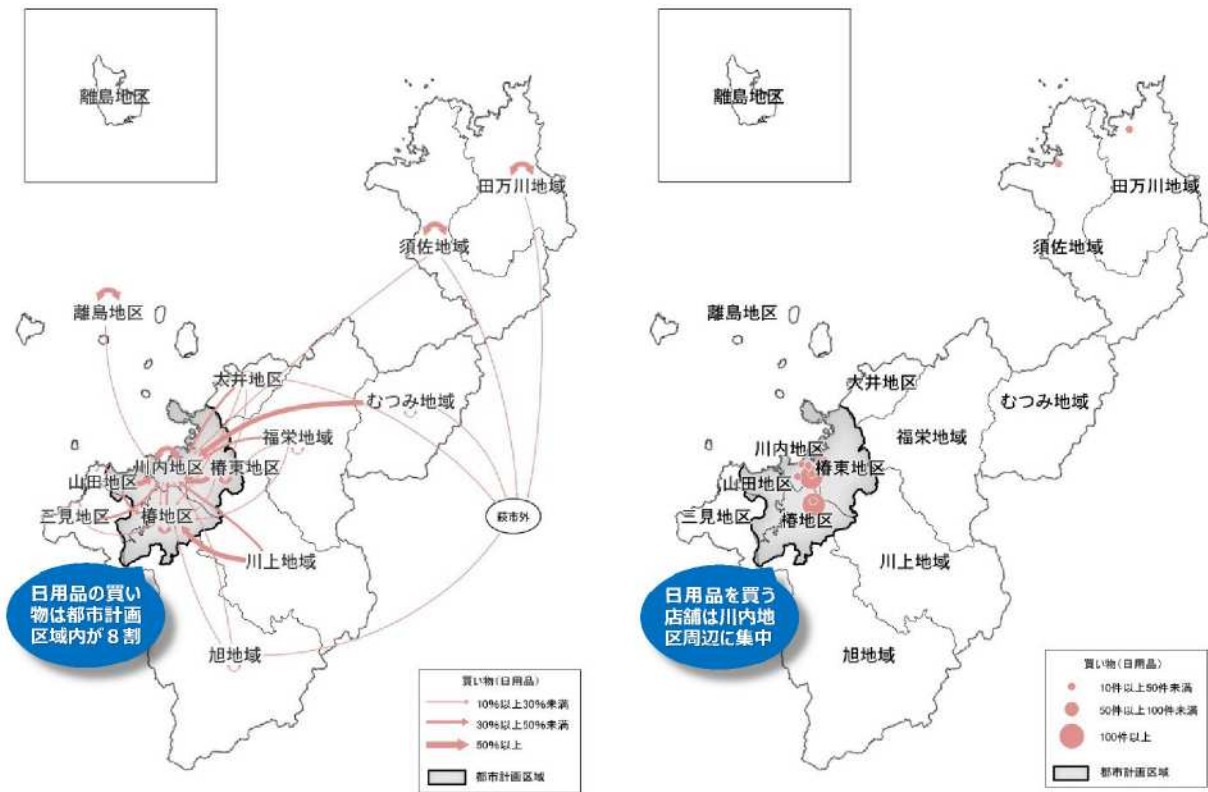 離島地区
田万川地域
須佐地域
離島地区
大井地区
むつみ地域
福栄地域
川内地区
椿東地区
山田地区
三見地区
椿地区
萩市外
川上地域
日用品の買い
物は都市計画
区域内が8割
旭地域
買い物(日用品)
10%以上30%未満
30%以上50%未満
50%以上
都市計画区域
離島地区
田万川地域
須佐地域
離島地区
大井地区
むつみ地域
福栄地域
川内地区
椿東地区
山田地区
三見地区
椿地区
川上地域
日用品を買う
店舗は川内地
区周辺に集中
旭地域
買い物(日用品)
10件以上50件未満
50件以上100件未満
100件以上
都市計画区域